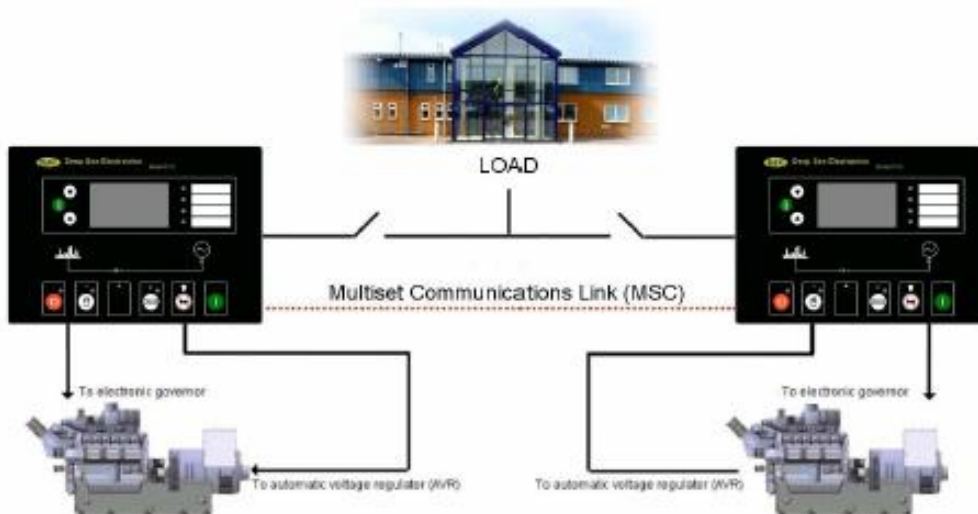 LOAD
Deep Sea Electronics
Deep Sea Electronics
Multiset Communications Link (MSC)
To electronic governor
To electronic governor
To automatic voltage regulator (AVR)
To automatic voltage regulator (AVR)